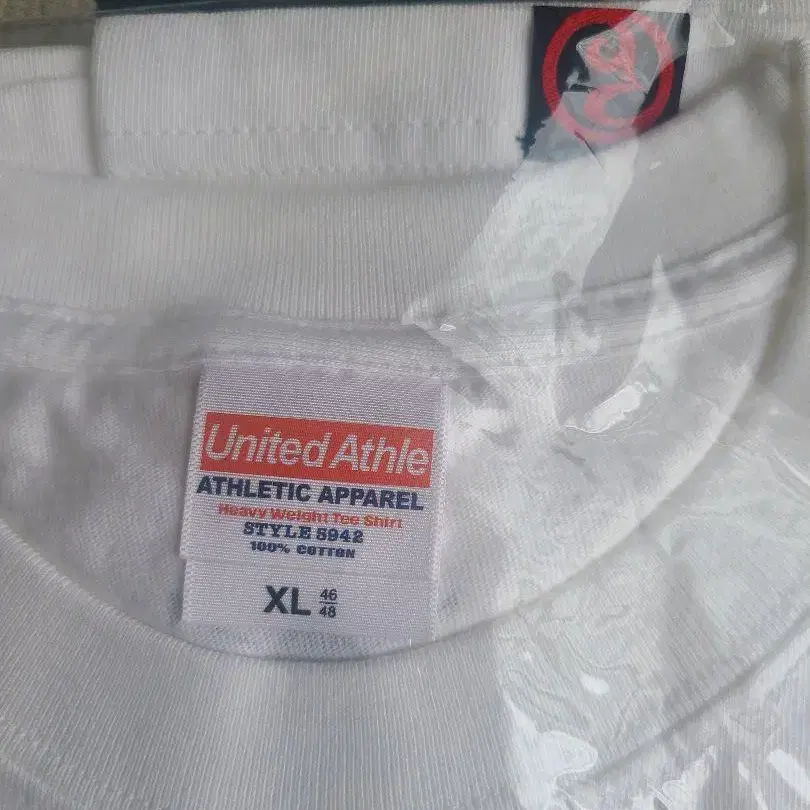 United Athle
ATHLETIC APPAREL
Heavy Weight Tee Shirt
STYLE 5942
100% COTTON
XL 46
48